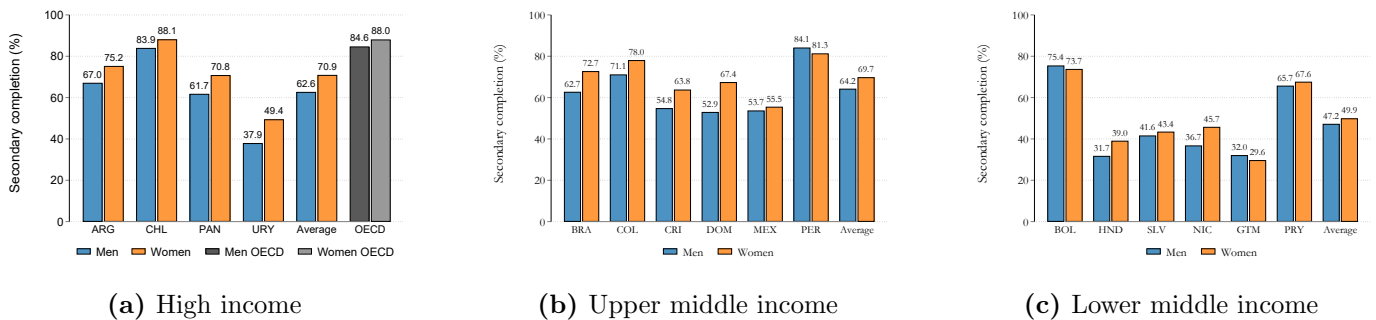 Secondary completion (%)
100
80
60
40
20
0
67.0 75.2 83.9 88.1 61.7 70.8 37.9 49.4 62.6 70.9 84.6 88.0
ARG CHL PAN URY Average OECD
Men Women Men OECD Women OECD
(a) High income
Secondary completion (%)
100
80
60
40
20
0
62.7 72.7 71.1 78.0 54.8 63.8 52.9 67.4 53.7 55.5 84.1 81.3 64.2 69.7
BRA COL CRI DOM MEX PER Average
Men Women
(b) Upper middle income
Secondary completion (%)
100
80
60
40
20
0
75.4 73.7 31.7 39.0 41.6 43.4 36.7 45.7 32.0 29.6 65.7 67.6 47.2 49.9
BOL HND SLV NIC GTM PRY Average
Men Women
(c) Lower middle income